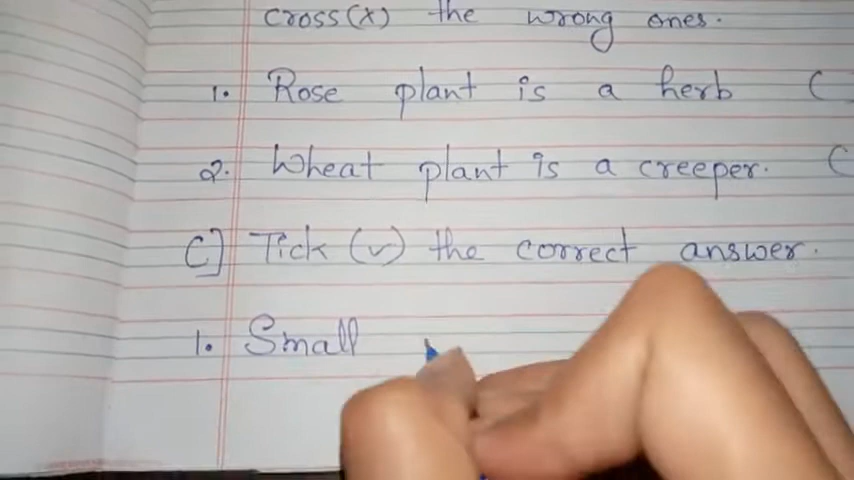 cross(x) the wrong ones.
1. Rose plant is a herb (
2. Wheat plant is a creeper. (
C] Tick (v) the correct answer.
1. Small